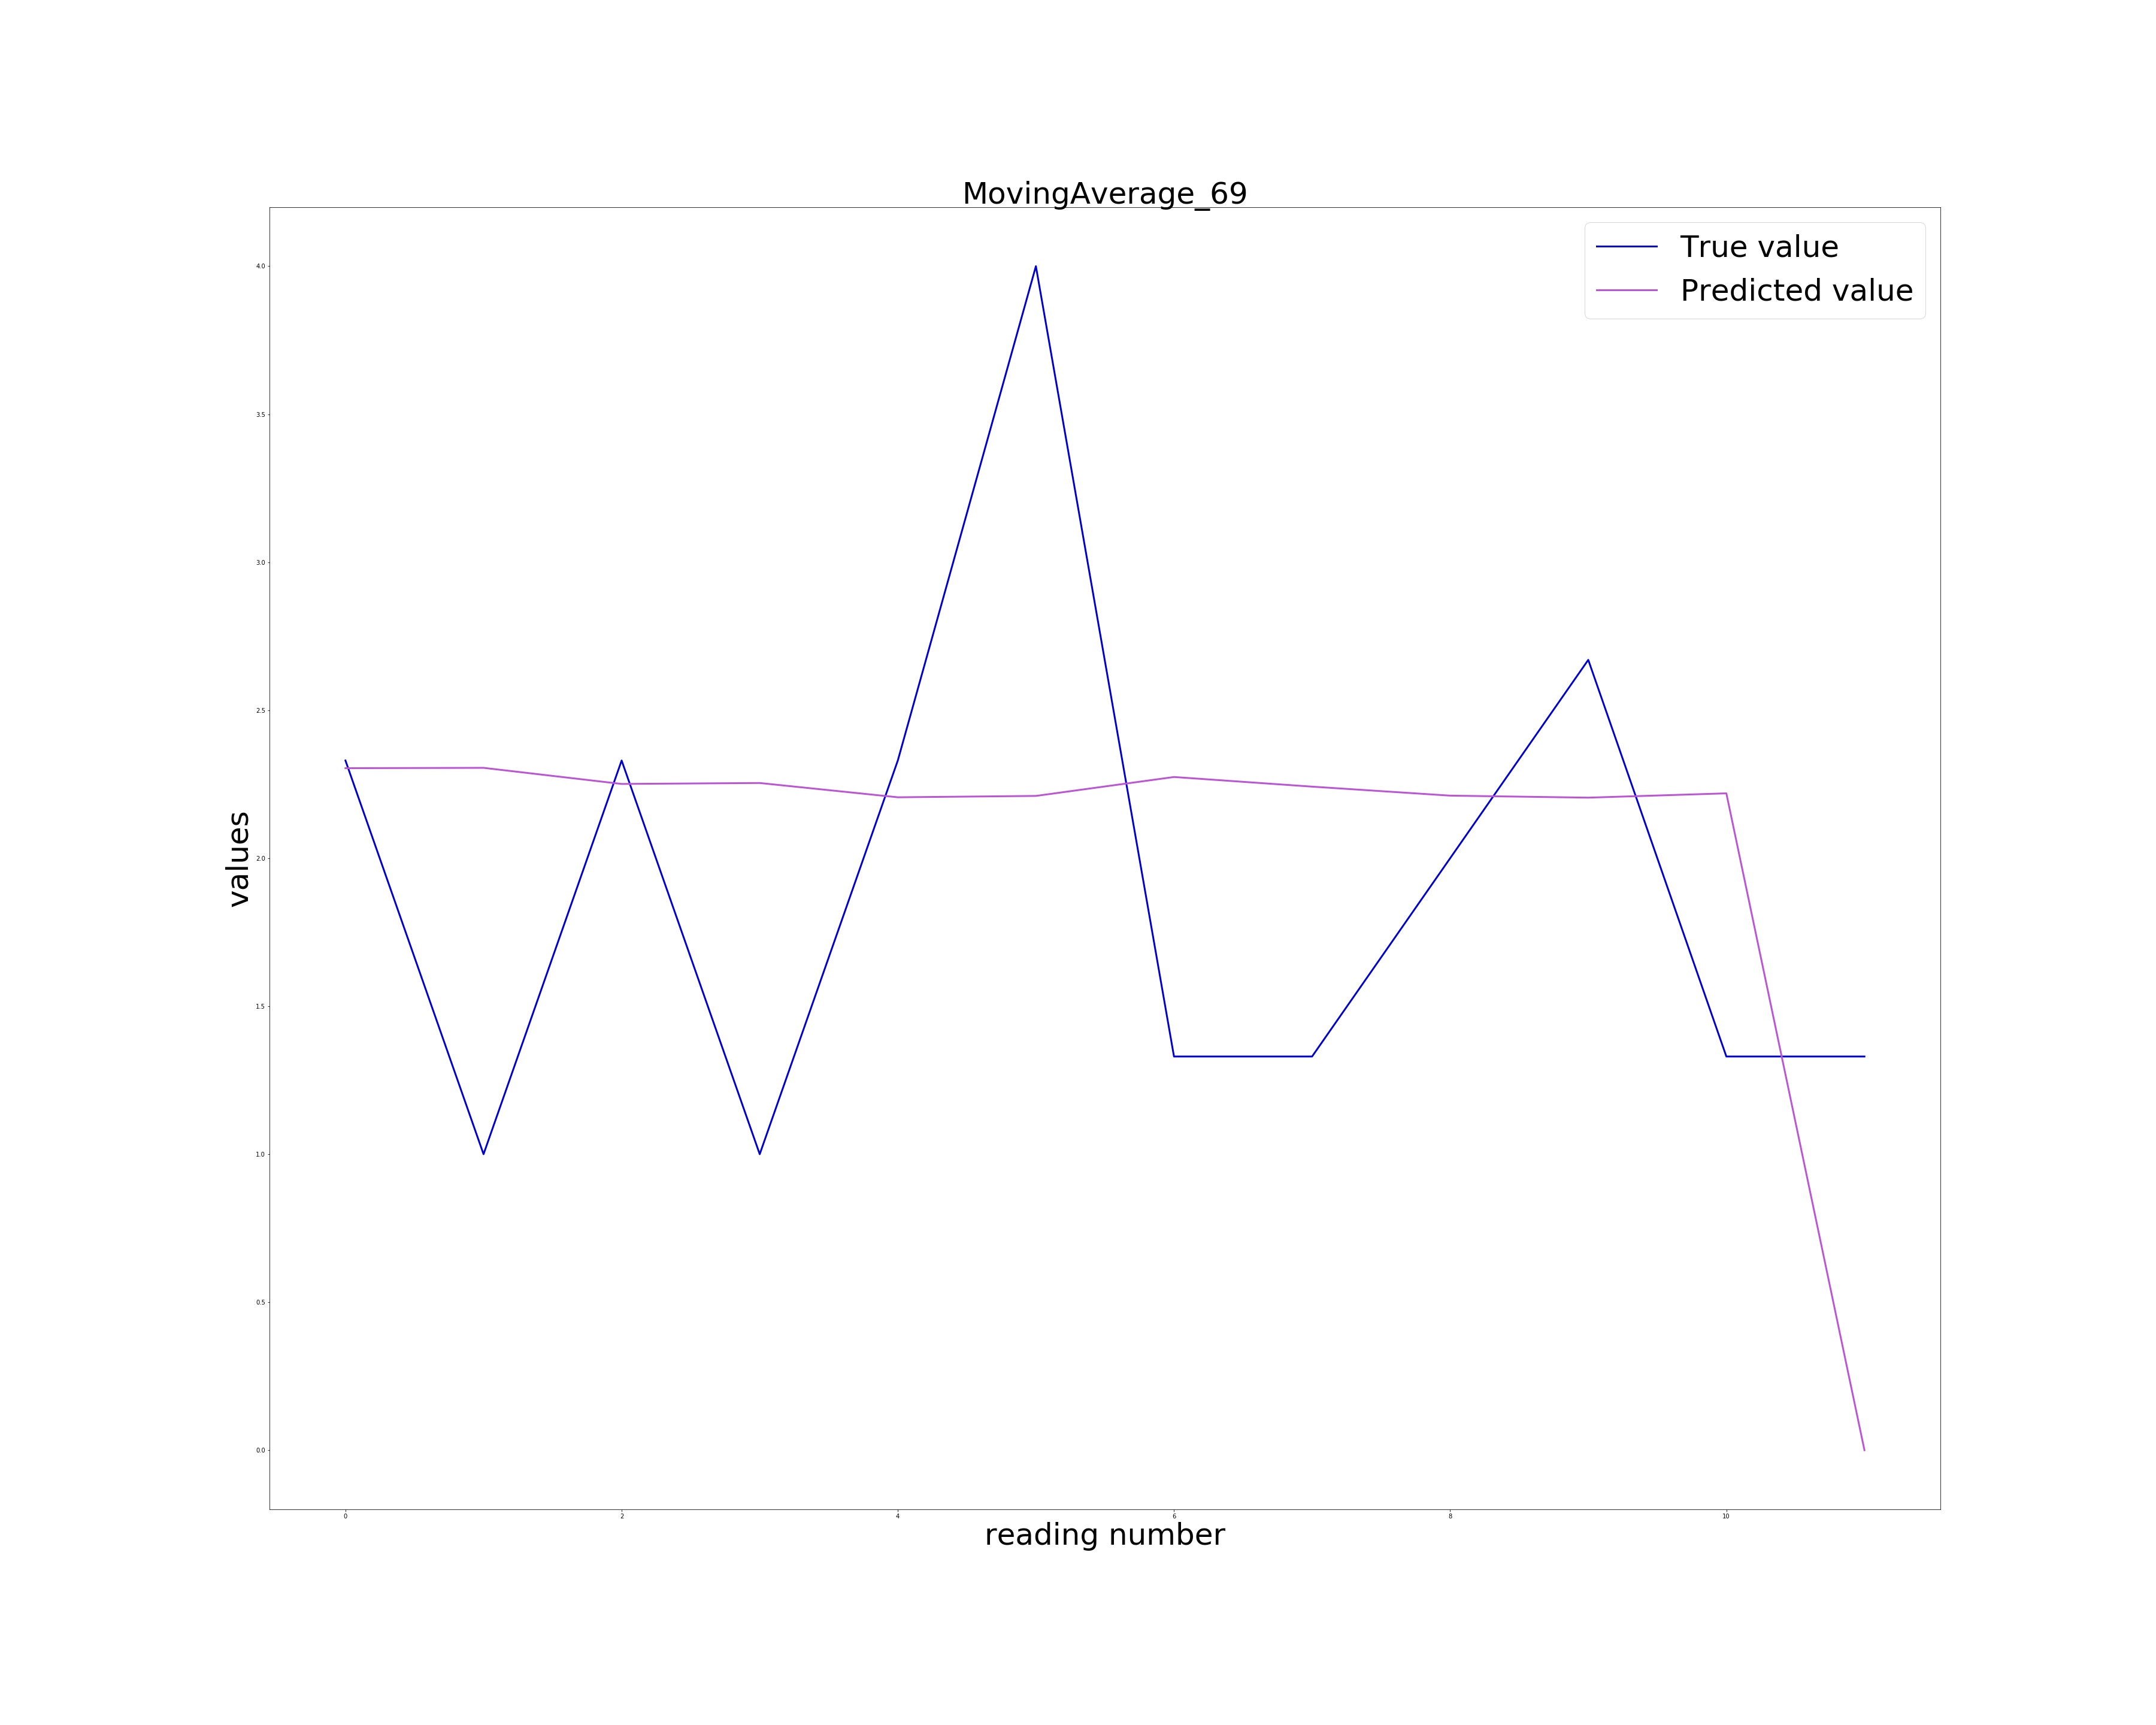 MovingAverage_69
True value
Predicted value
4.0
3.5
3.0
2.5
2.0
1.5
1.0
0.5
0.0
values
0 2 4 6 8 10
reading number